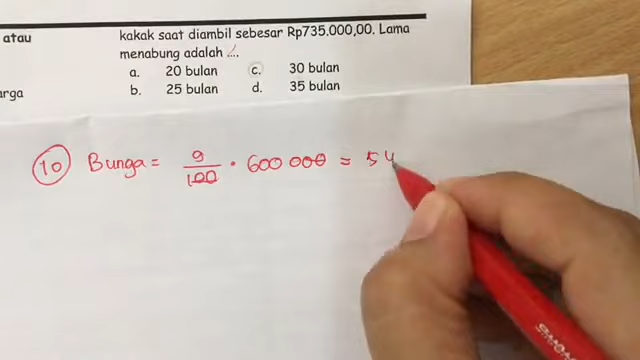 atau
kakak saat diambil sebesar Rp735.000,00. Lama
menabung adalah ....
a. 20 bulan c. 30 bulan
arga
b. 25 bulan d. 35 bulan
10 Bunga = 9/100 · 600 000 = 54